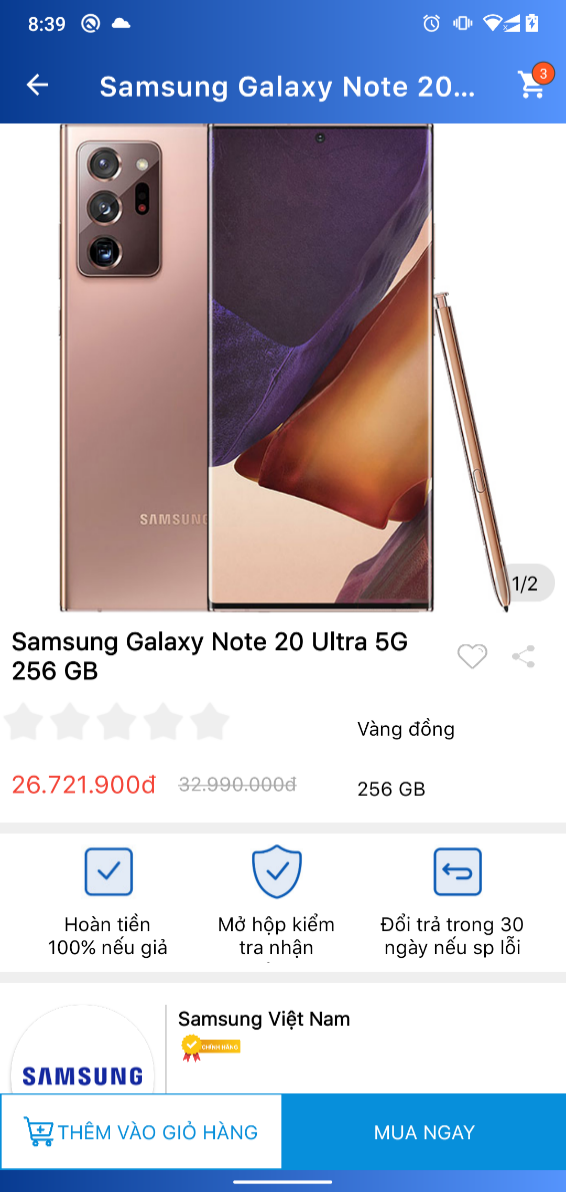 8:39
3
Samsung Galaxy Note 20...
SAMSUNG
1/2
Samsung Galaxy Note 20 Ultra 5G
256 GB
Vàng đồng
26.721.900đ
32.990.000đ
256 GB
Hoàn tiền
100% nếu giả
Mở hộp kiểm
tra nhận
Đổi trả trong 30
ngày nếu sp lỗi
Samsung Việt Nam
CHÍNH HÃNG
SAMSUNG
THÊM VÀO GIỎ HÀNG
MUA NGAY